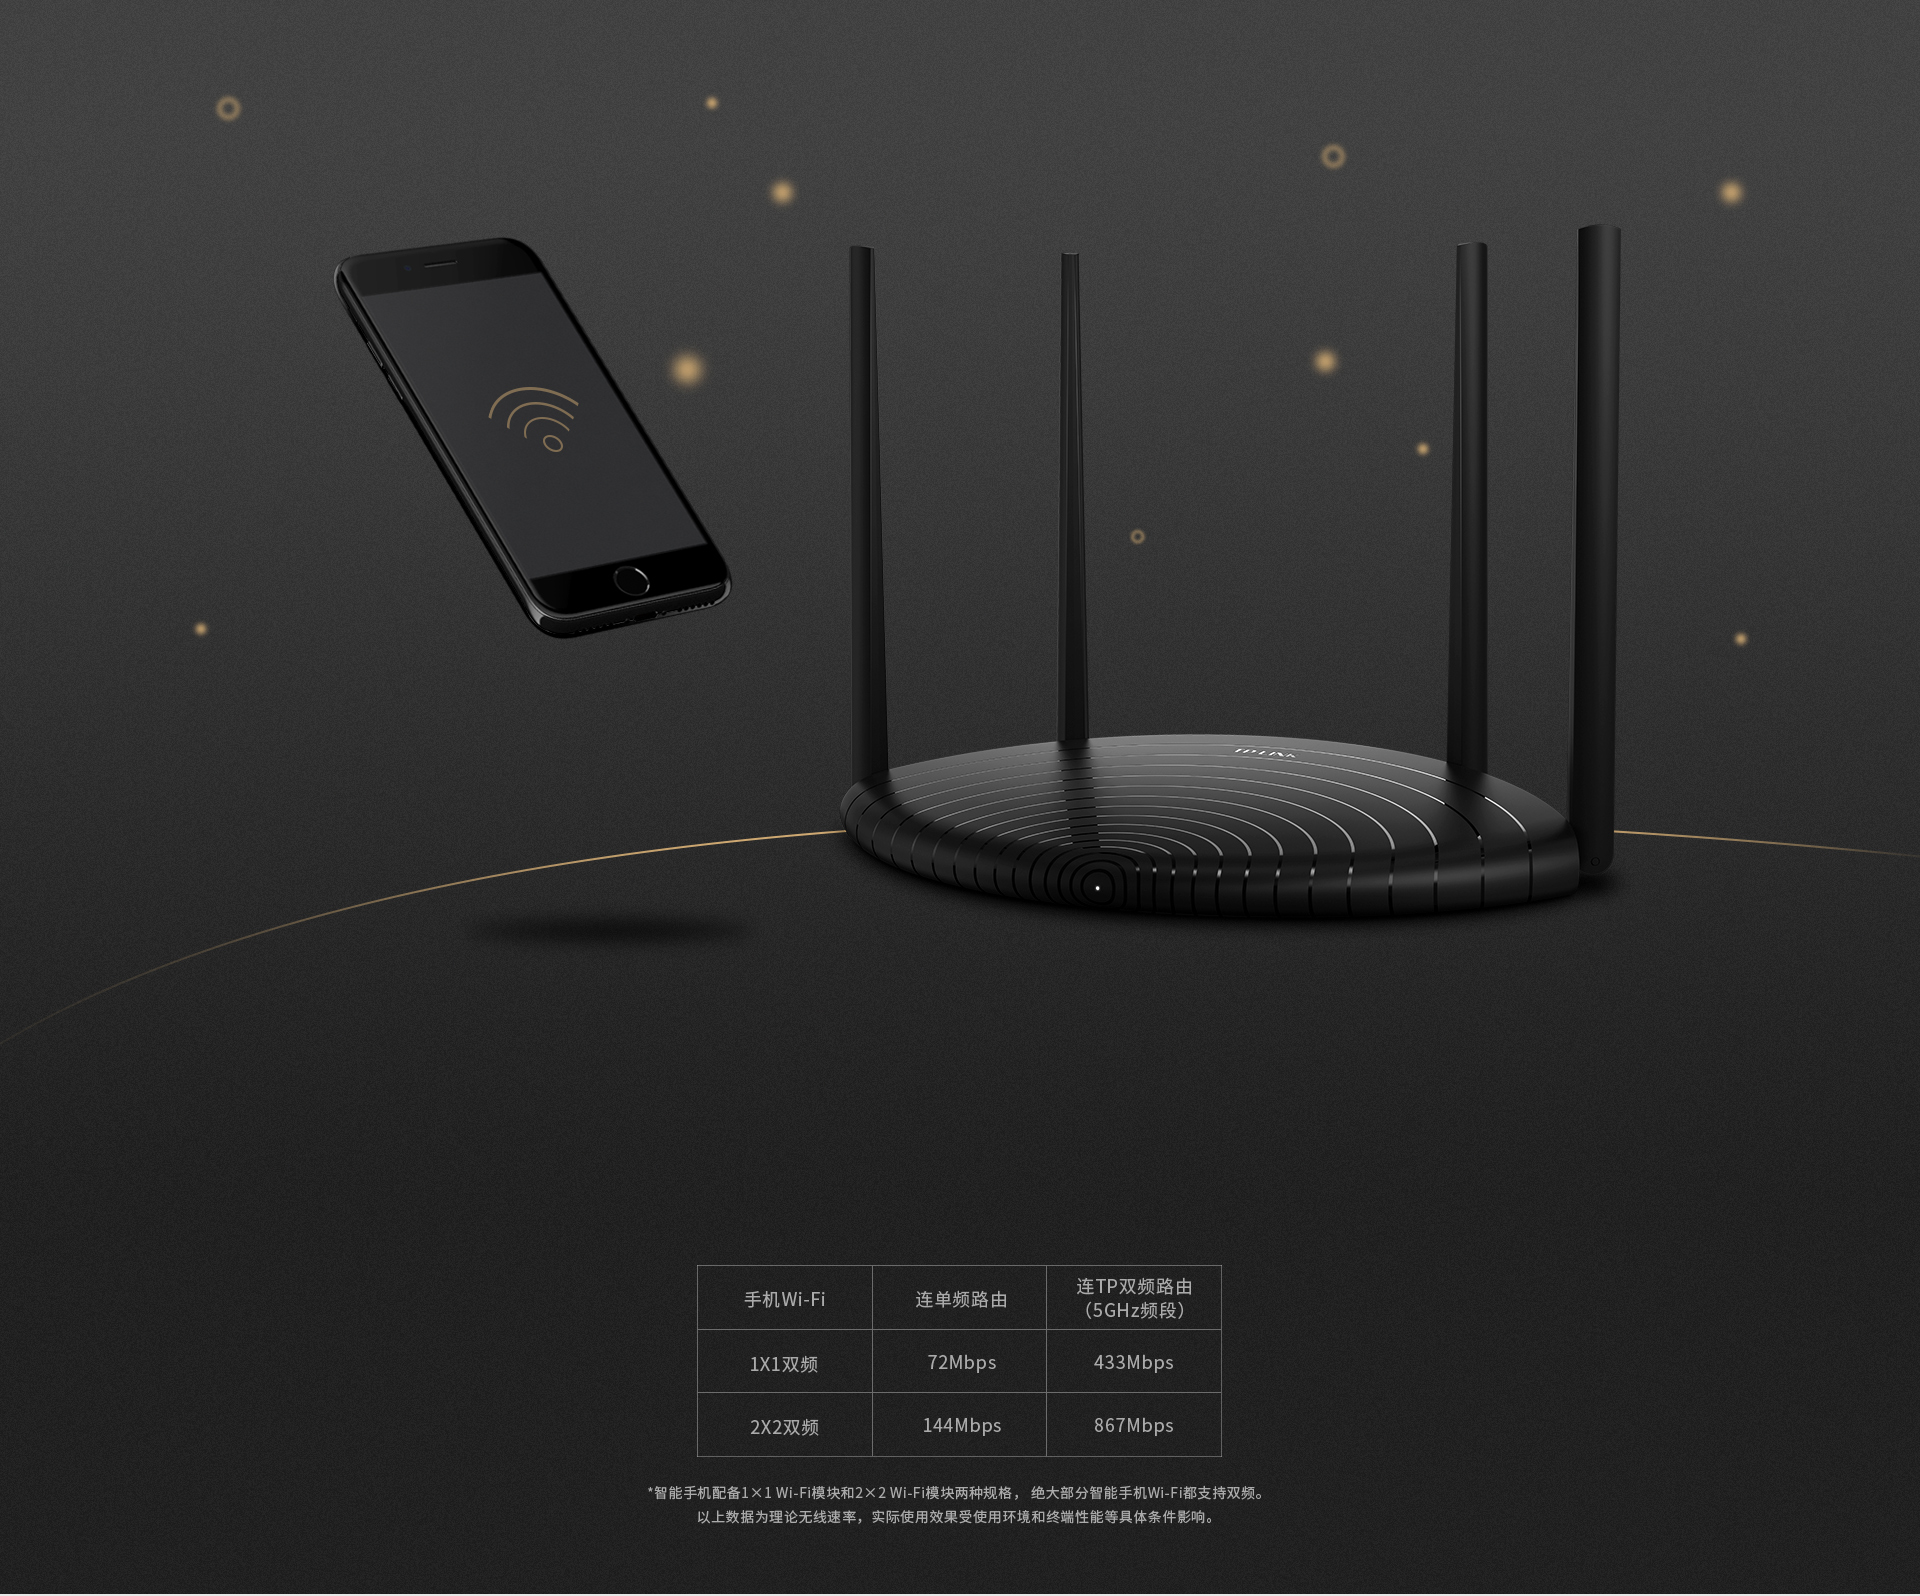 TP-LINK
手机Wi-Fi 连单频路由 连TP双频路由
（5GHz频段）
1X1双频 72Mbps 433Mbps
2X2双频 144Mbps 867Mbps
*智能手机配备1×1 Wi-Fi模块和2×2 Wi-Fi模块两种规格， 绝大部分智能手机Wi-Fi都支持双频。
以上数据为理论无线速率，实际使用效果受使用环境和终端性能等具体条件影响。